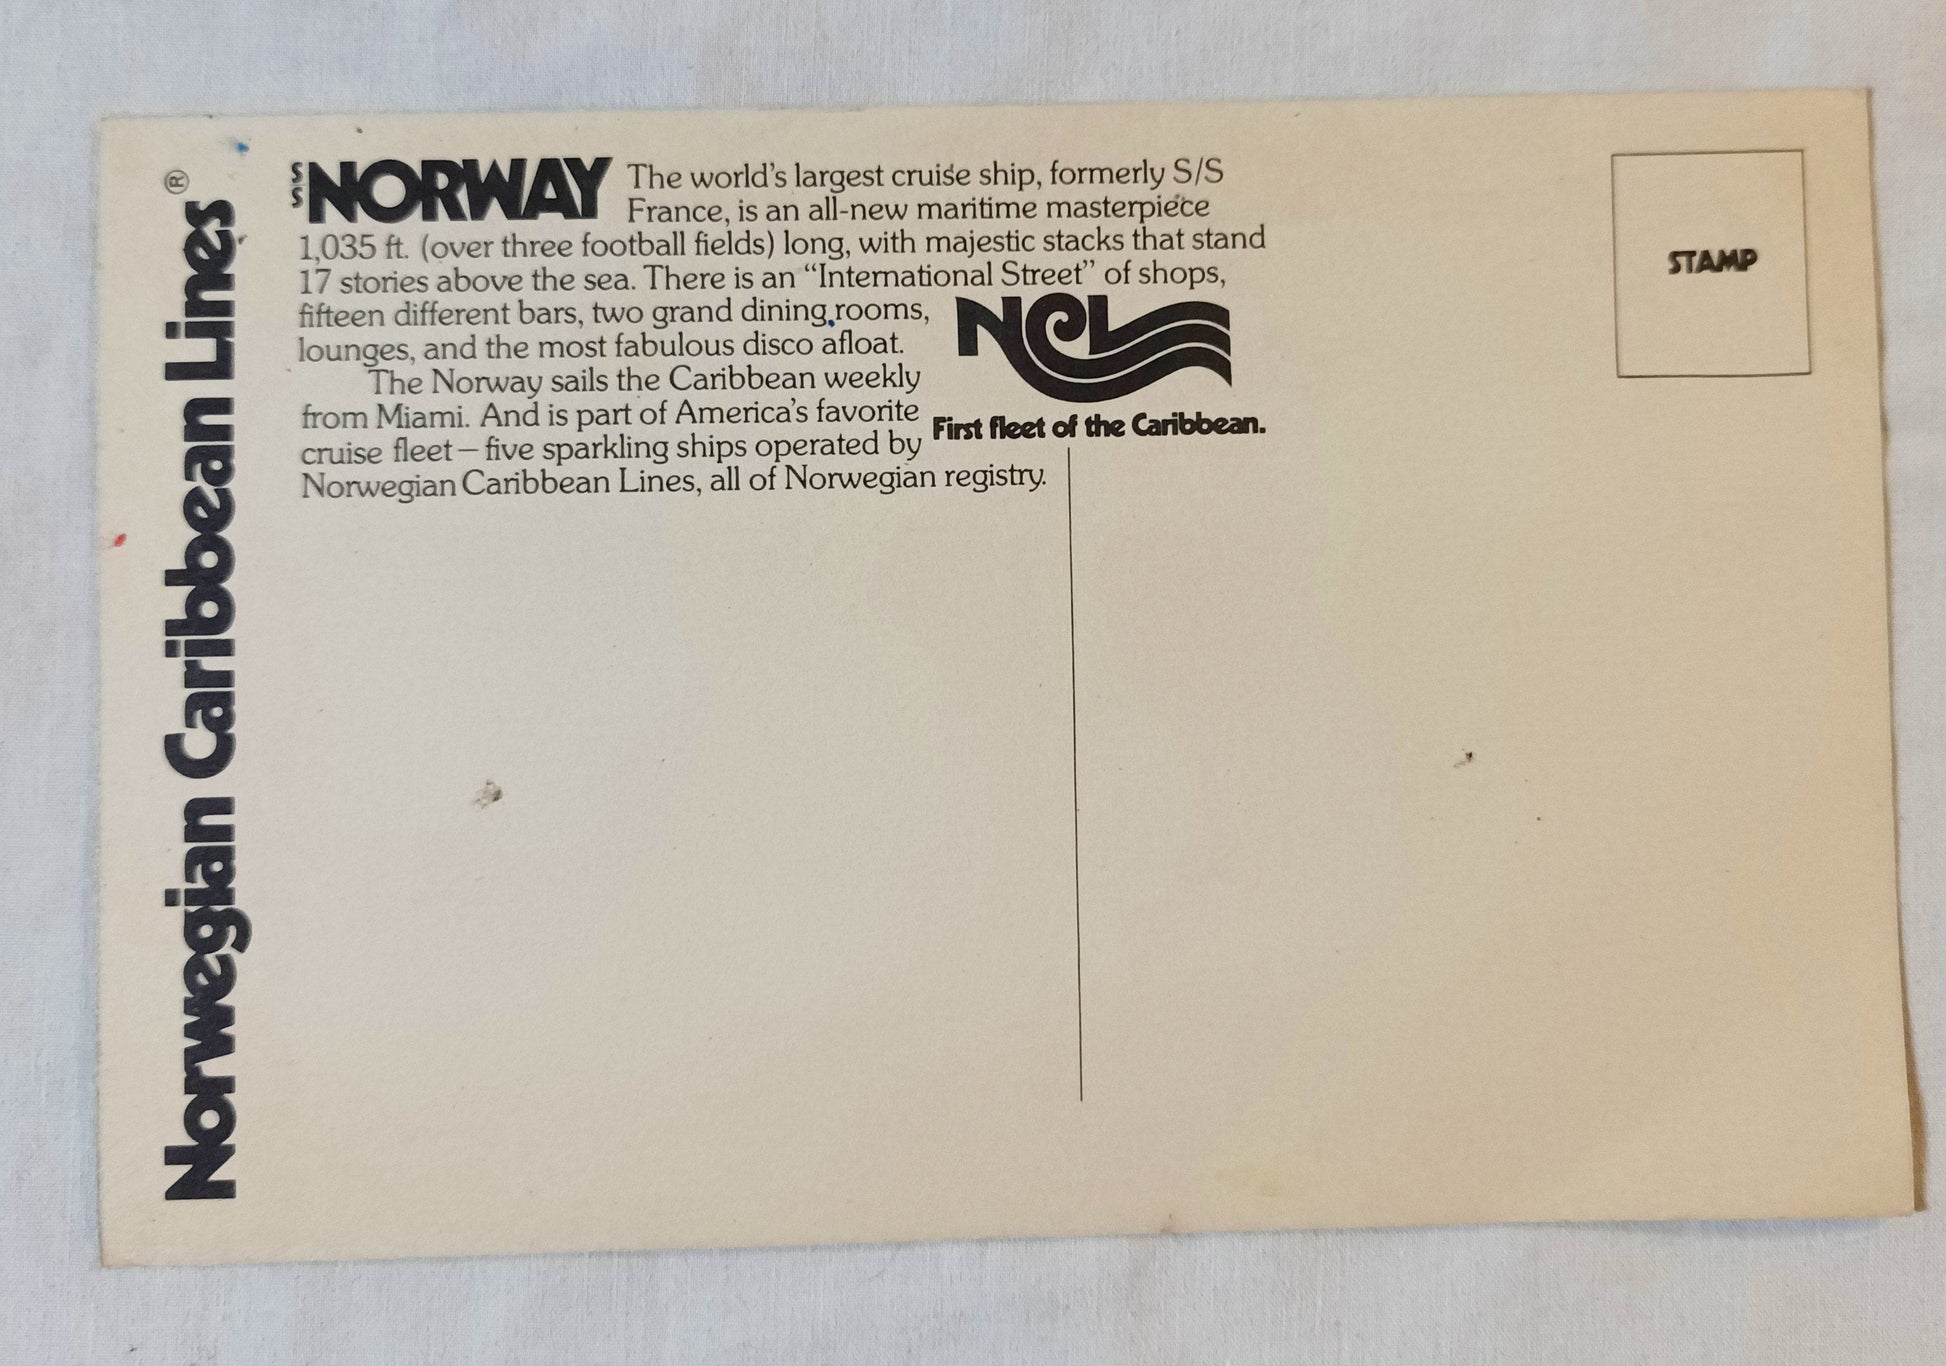 Norwegian Caribbean Lines®
SS NORWAY The world's largest cruise ship, formerly S/S
France, is an all-new maritime masterpiece
1,035 ft. (over three football fields) long, with majestic stacks that stand
17 stories above the sea. There is an “International Street” of shops,
fifteen different bars, two grand dining rooms,
lounges, and the most fabulous disco afloat.
The Norway sails the Caribbean weekly
from Miami. And is part of America's favorite
cruise fleet—five sparkling ships operated by
Norwegian Caribbean Lines, all of Norwegian registry.
NCL
First fleet of the Caribbean.
STAMP